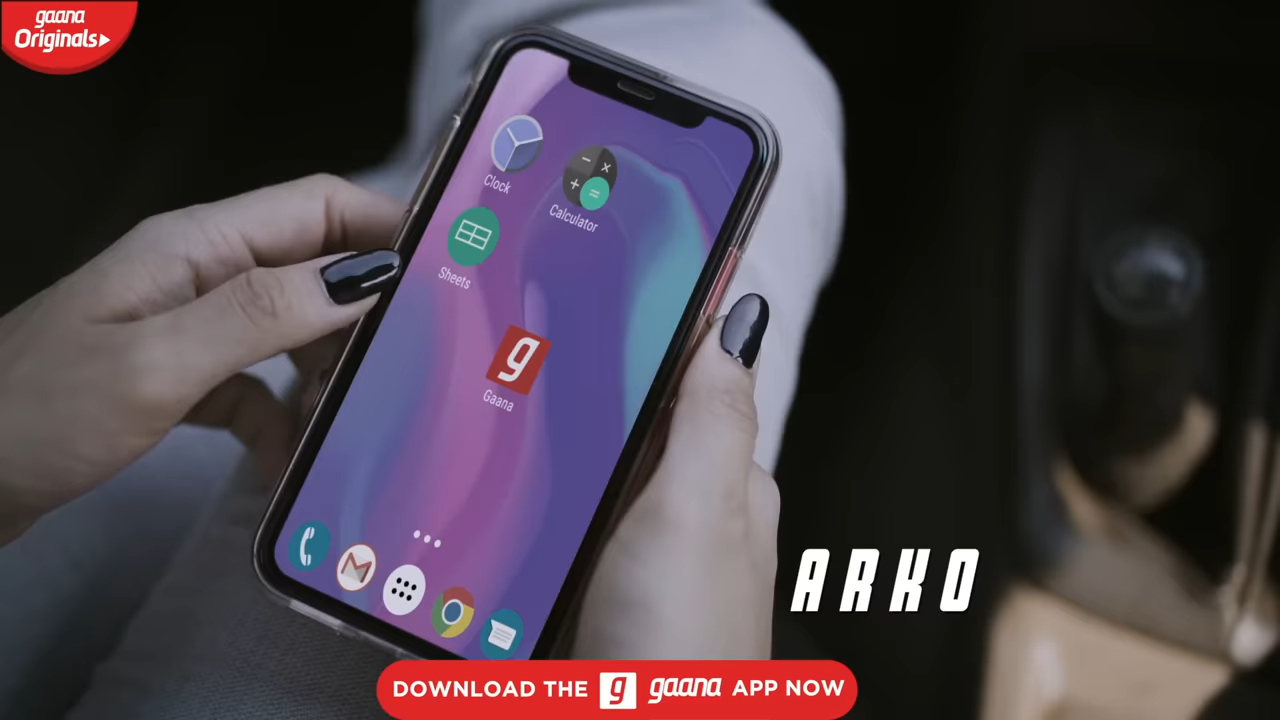 gaana
Originals
Clock
Calculator
Sheets
g
Gaana
ARKO
DOWNLOAD THE g gaana APP NOW